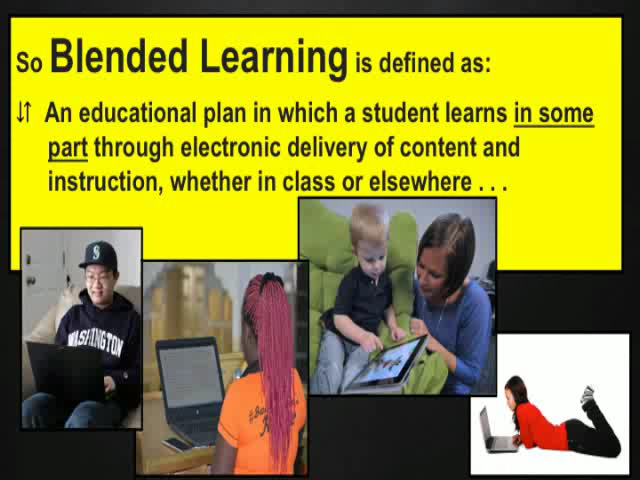 So Blended Learning is defined as:
⇵ An educational plan in which a student learns in some
part through electronic delivery of content and
instruction, whether in class or elsewhere . . .
S
WASHINGTON